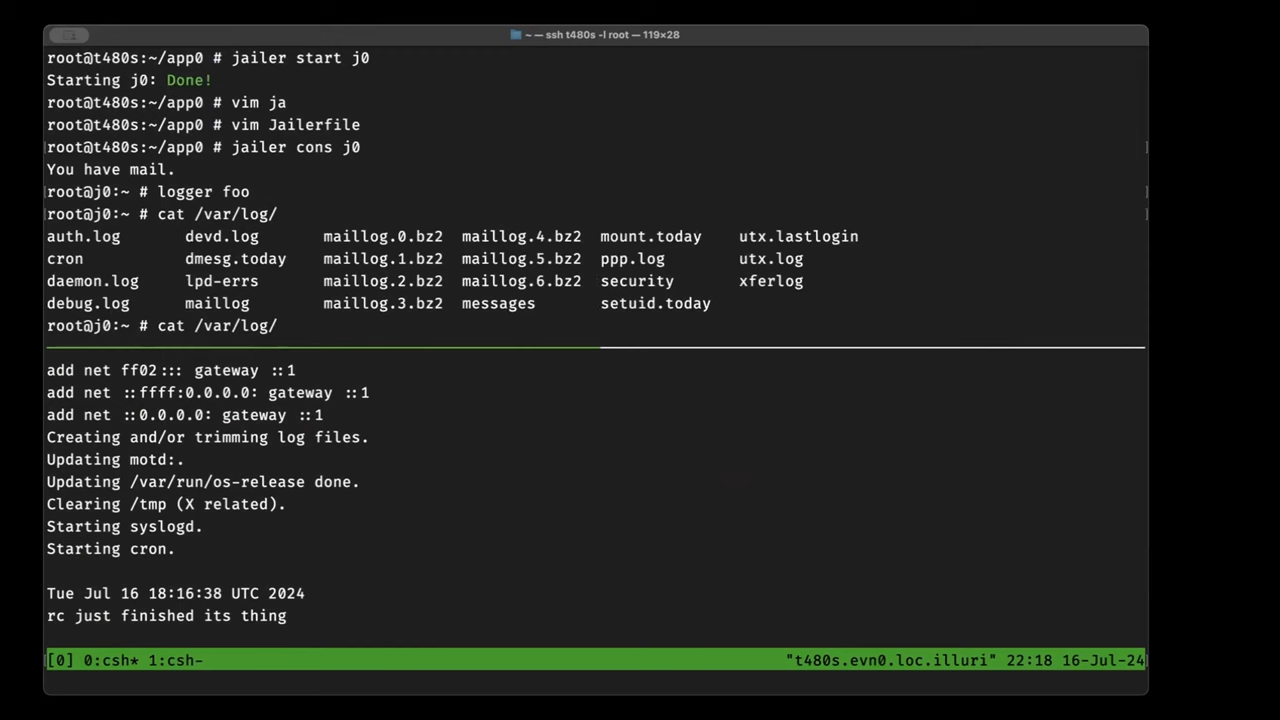 ~ — ssh t480s -l root — 119×28
root@t480s:~/app0 # jailer start j0
Starting j0: Done!
root@t480s:~/app0 # vim ja
root@t480s:~/app0 # vim Jailerfile
root@t480s:~/app0 # jailer cons j0
You have mail.
root@j0:~ # logger foo
root@j0:~ # cat /var/log/
auth.log devd.log maillog.0.bz2 maillog.4.bz2 mount.today utx.lastlogin
cron dmesg.today maillog.1.bz2 maillog.5.bz2 ppp.log utx.log
daemon.log lpd-errs maillog.2.bz2 maillog.6.bz2 security xferlog
debug.log maillog maillog.3.bz2 messages setuid.today
root@j0:~ # cat /var/log/
add net ff02::: gateway ::1
add net ::ffff:0.0.0.0: gateway ::1
add net ::0.0.0.0: gateway ::1
Creating and/or trimming log files.
Updating motd:.
Updating /var/run/os-release done.
Clearing /tmp (X related).
Starting syslogd.
Starting cron.
Tue Jul 16 18:16:38 UTC 2024
rc just finished its thing
[0] 0:csh* 1:csh- "t480s.evn0.loc.illuri" 22:18 16-Jul-24